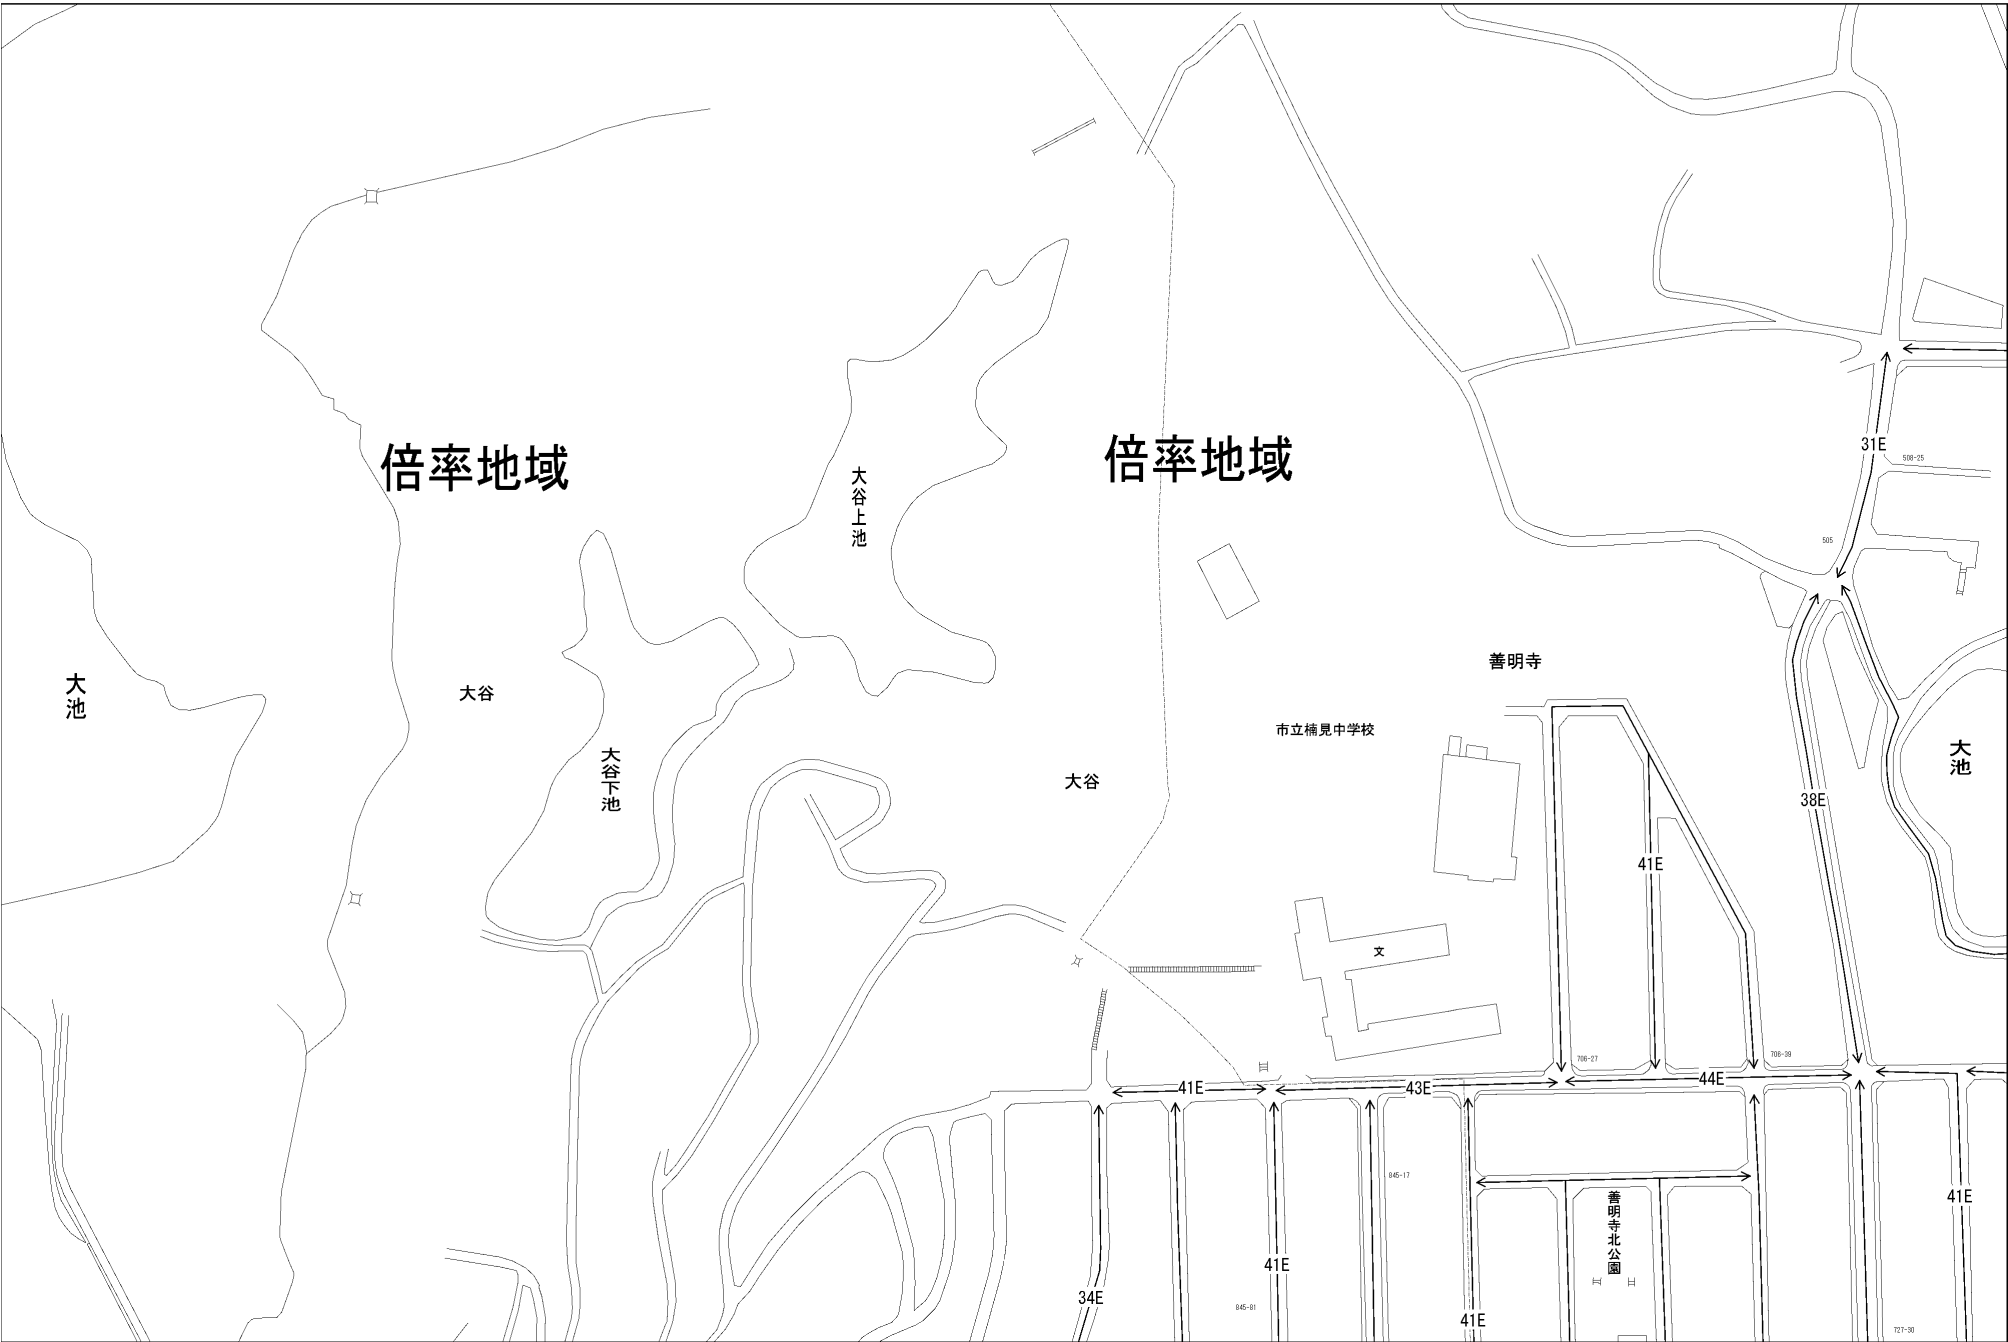 倍率地域
倍率地域
31E
508-25
大谷上池
505
善明寺
大池
大谷
市立楠見中学校
大池
大谷下池
大谷
38E
41E
文
706-27
706-39
41E
43E
44E
845-17
41E
善明寺北公園
41E
34E
845-81
41E
727-30